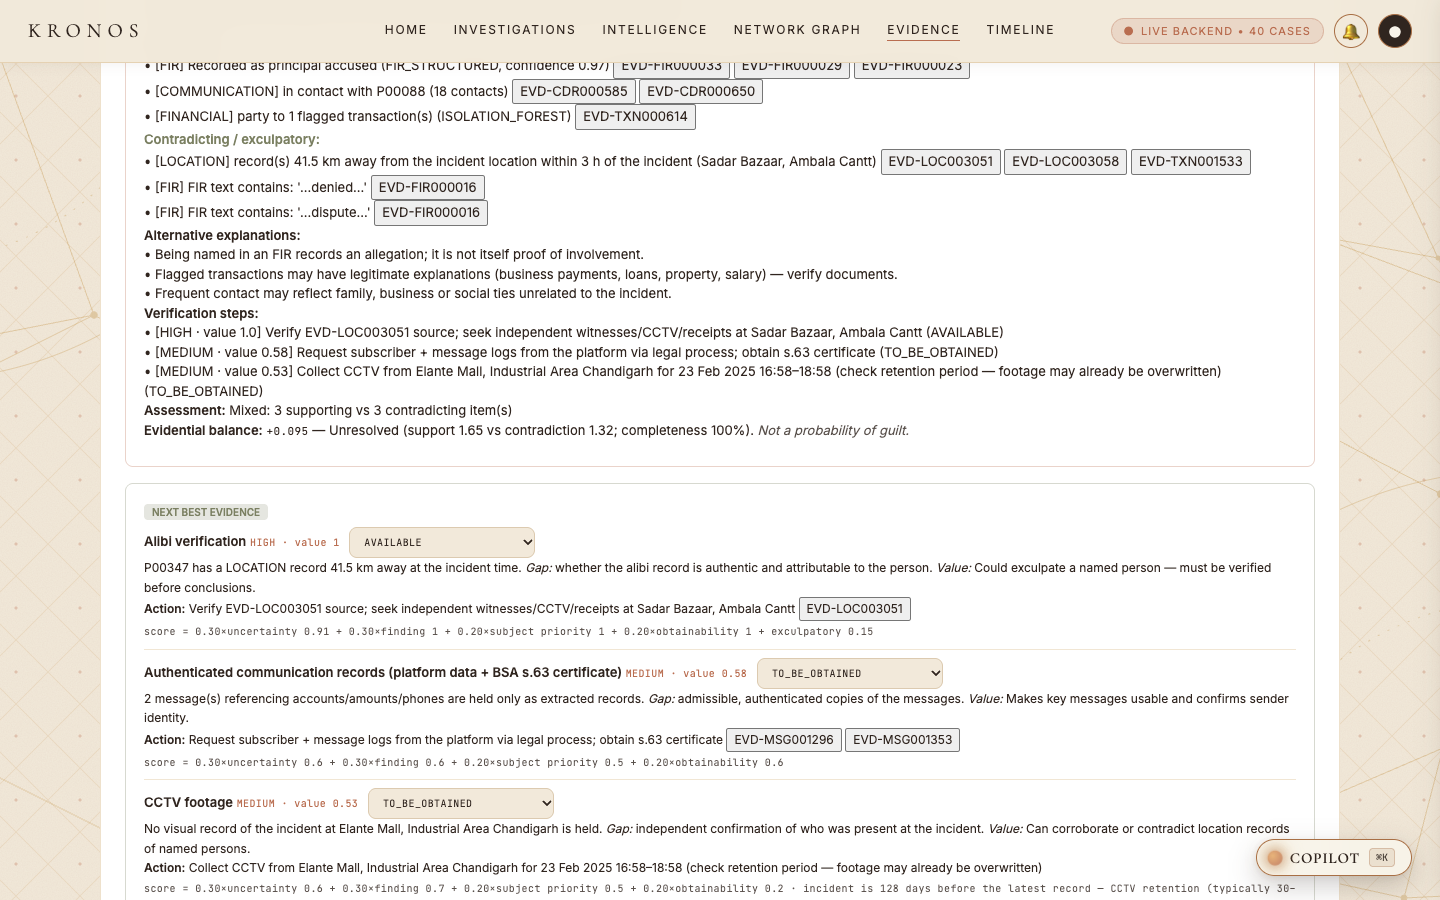 KRONOS
HOME INVESTIGATIONS INTELLIGENCE NETWORK GRAPH EVIDENCE TIMELINE
LIVE BACKEND • 40 CASES
• [FIR] Recorded as principal accused (FIR_STRUCTURED, confidence 0.97) EVD-FIR000033 EVD-FIR000029 EVD-FIR000023
• [COMMUNICATION] in contact with P00088 (18 contacts) EVD-CDR000585 EVD-CDR000650
• [FINANCIAL] party to 1 flagged transaction(s) (ISOLATION_FOREST) EVD-TXN000614
Contradicting / exculpatory:
• [LOCATION] record(s) 41.5 km away from the incident location within 3 h of the incident (Sadar Bazaar, Ambala Cantt) EVD-LOC003051 EVD-LOC003058 EVD-TXN001533
• [FIR] FIR text contains: '...denied...' EVD-FIR000016
• [FIR] FIR text contains: '...dispute...' EVD-FIR000016
Alternative explanations:
• Being named in an FIR records an allegation; it is not itself proof of involvement.
• Flagged transactions may have legitimate explanations (business payments, loans, property, salary) — verify documents.
• Frequent contact may reflect family, business or social ties unrelated to the incident.
Verification steps:
• [HIGH · value 1.0] Verify EVD-LOC003051 source; seek independent witnesses/CCTV/receipts at Sadar Bazaar, Ambala Cantt (AVAILABLE)
• [MEDIUM · value 0.58] Request subscriber + message logs from the platform via legal process; obtain s.63 certificate (TO_BE_OBTAINED)
• [MEDIUM · value 0.53] Collect CCTV from Elante Mall, Industrial Area Chandigarh for 23 Feb 2025 16:58–18:58 (check retention period — footage may already be overwritten)
(TO_BE_OBTAINED)
Assessment: Mixed: 3 supporting vs 3 contradicting item(s)
Evidential balance: +0.095 — Unresolved (support 1.65 vs contradiction 1.32; completeness 100%). Not a probability of guilt.
NEXT BEST EVIDENCE
Alibi verification HIGH · value 1 AVAILABLE
P00347 has a LOCATION record 41.5 km away at the incident time. Gap: whether the alibi record is authentic and attributable to the person. Value: Could exculpate a named person — must be verified
before conclusions.
Action: Verify EVD-LOC003051 source; seek independent witnesses/CCTV/receipts at Sadar Bazaar, Ambala Cantt EVD-LOC003051
score = 0.30×uncertainty 0.91 + 0.30×finding 1 + 0.20×subject priority 1 + 0.20×obtainability 1 + exculpatory 0.15
Authenticated communication records (platform data + BSA s.63 certificate) MEDIUM · value 0.58 TO_BE_OBTAINED
2 message(s) referencing accounts/amounts/phones are held only as extracted records. Gap: admissible, authenticated copies of the messages. Value: Makes key messages usable and confirms sender
identity.
Action: Request subscriber + message logs from the platform via legal process; obtain s.63 certificate EVD-MSG001296 EVD-MSG001353
score = 0.30×uncertainty 0.6 + 0.30×finding 0.6 + 0.20×subject priority 0.5 + 0.20×obtainability 0.6
CCTV footage MEDIUM · value 0.53 TO_BE_OBTAINED
No visual record of the incident at Elante Mall, Industrial Area Chandigarh is held. Gap: independent confirmation of who was present at the incident. Value: Can corroborate or contradict location records
of named persons.
Action: Collect CCTV from Elante Mall, Industrial Area Chandigarh for 23 Feb 2025 16:58–18:58 (check retention period — footage may already be overwritten)
score = 0.30×uncertainty 0.6 + 0.30×finding 0.7 + 0.20×subject priority 0.5 + 0.20×obtainability 0.2 · incident is 128 days before the latest record — CCTV retention (typically 30–
COPILOT ⌘K